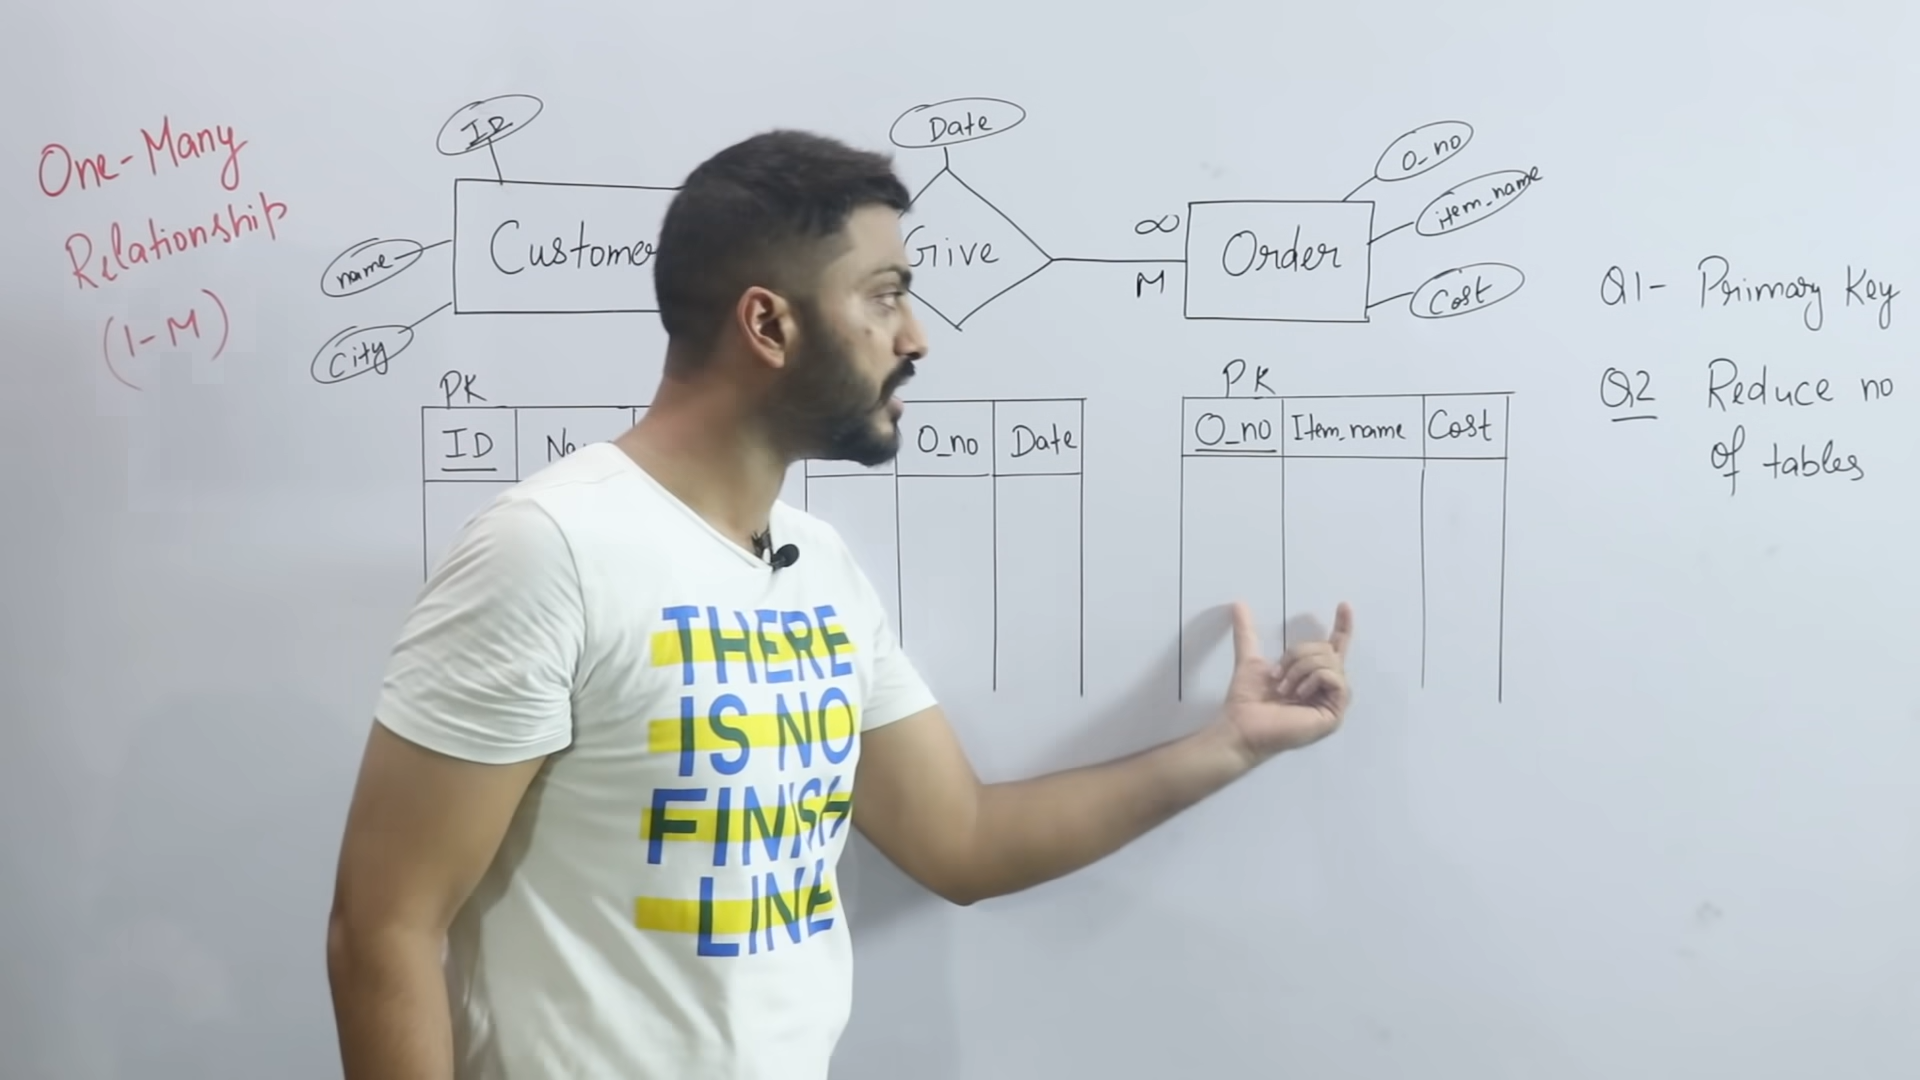 One-Many
Relationship
(1-M)
ID
name
City
Customer
Date
Give
∞
M
Order
O_no
item_name
Cost
PK
ID
O_no Date
PK
O_no Item_name Cost
Q1- Primary Key
Q2 Reduce no
of tables
THERE
IS NO
FINISH
LINE